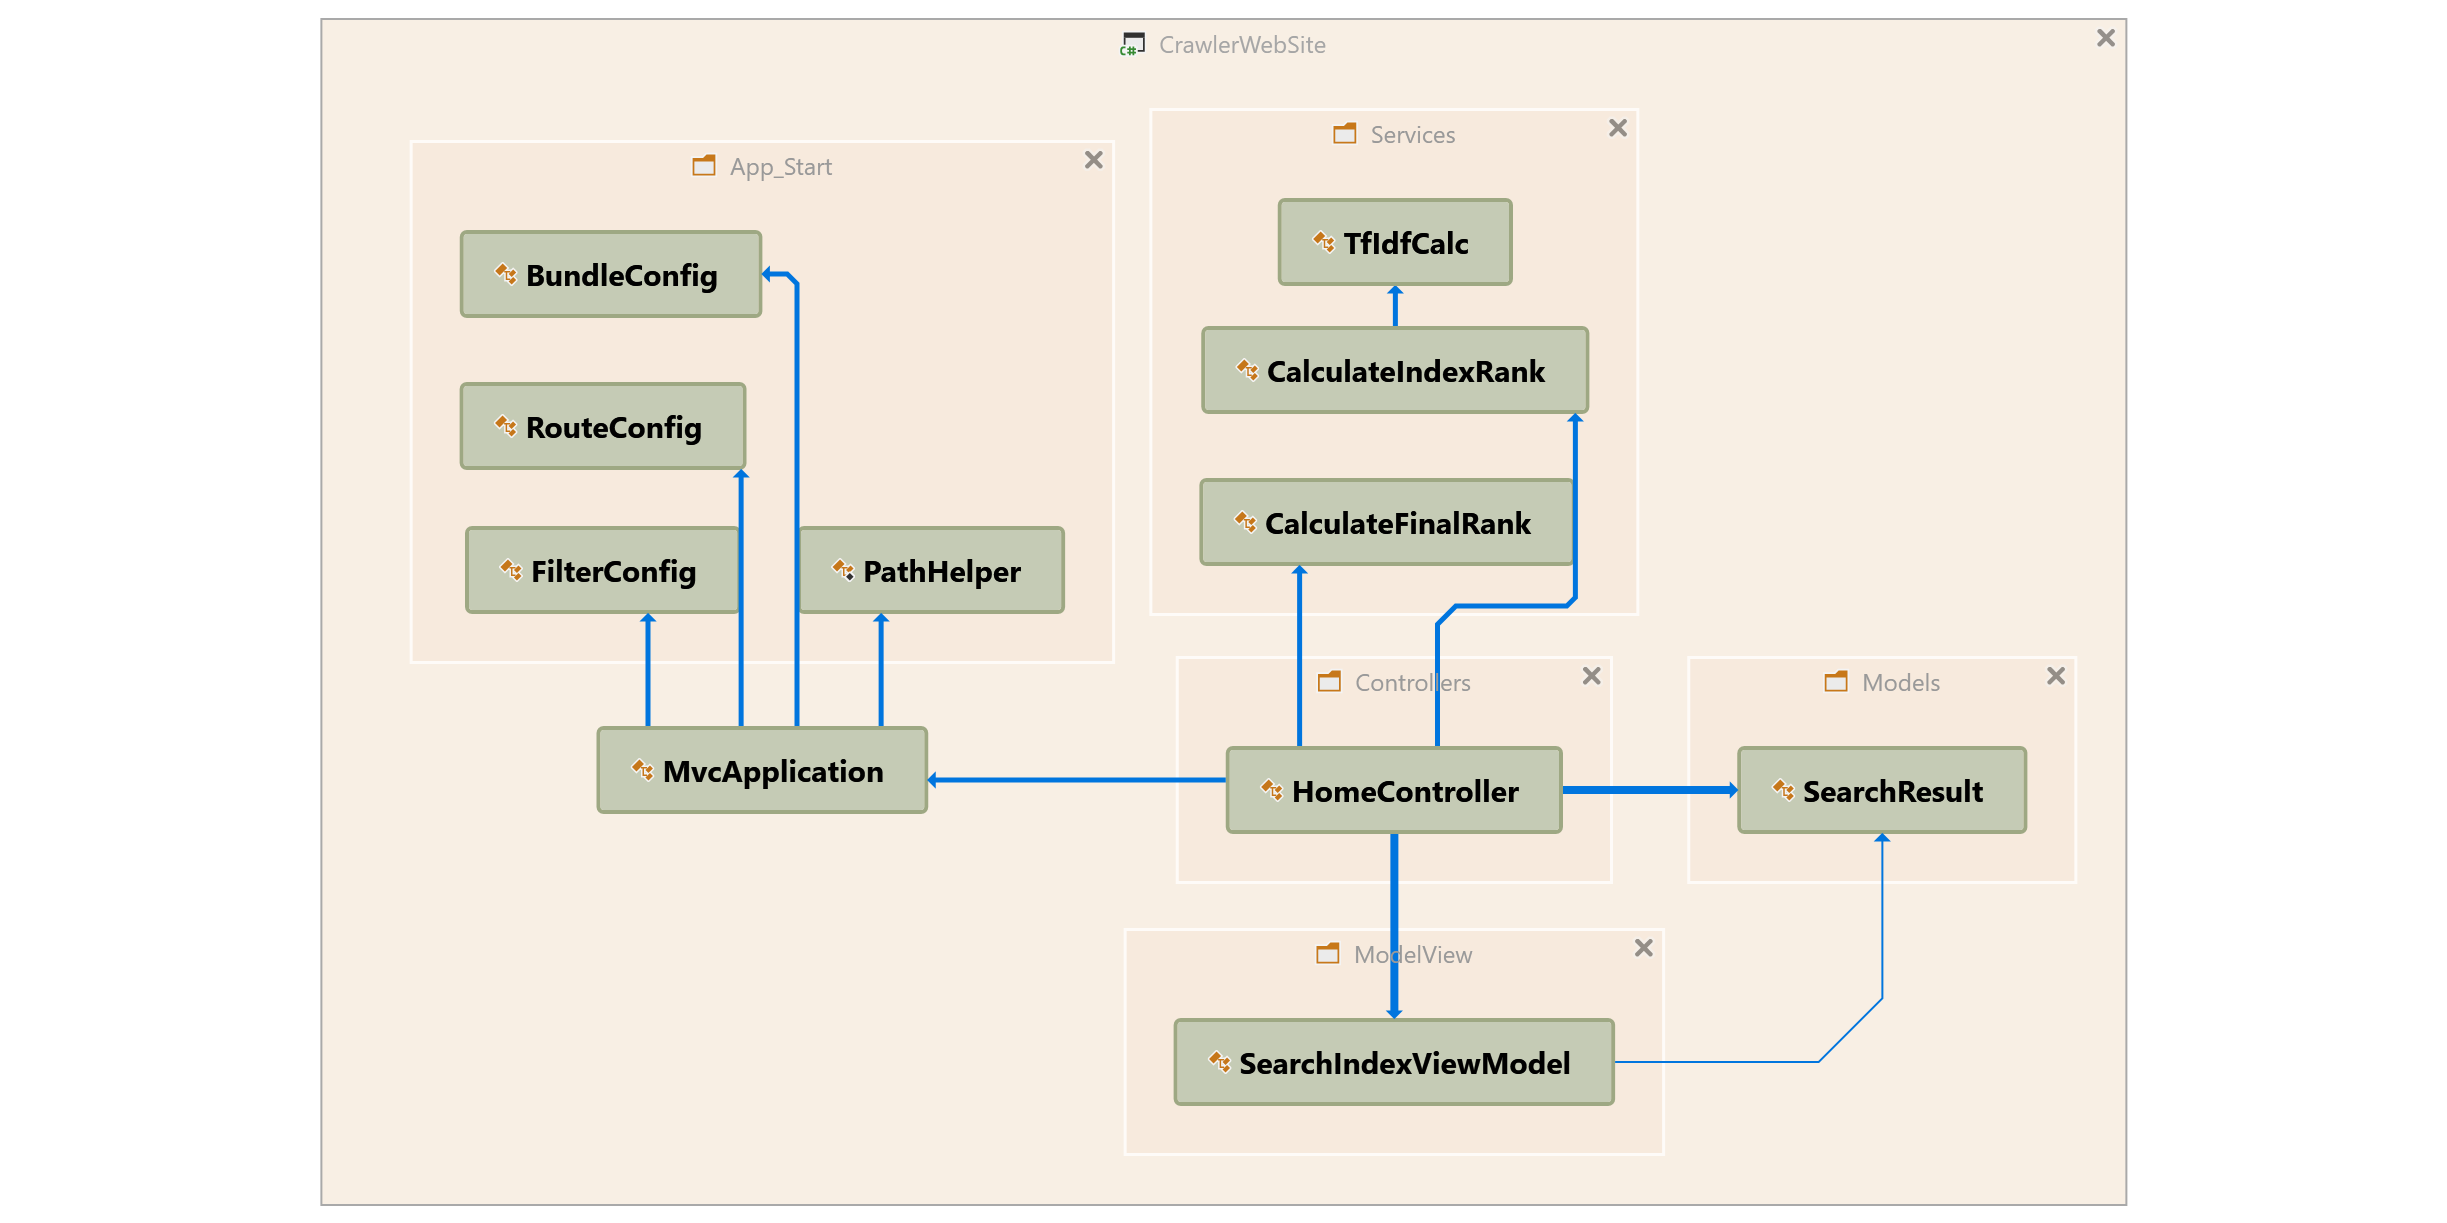 C# CrawlerWebSite
App_Start
BundleConfig
RouteConfig
FilterConfig
PathHelper
MvcApplication
Services
TfIdfCalc
CalculateIndexRank
CalculateFinalRank
Controllers
HomeController
Models
SearchResult
ModelView
SearchIndexViewModel